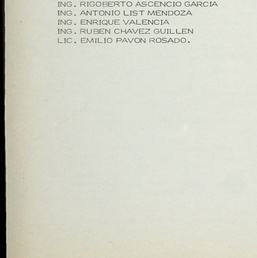 ING. RIGOBERTO ASCENCIO GARCIA
ING. ANTONIO LIST MENDOZA
ING. ENRIQUE VALENCIA
ING. RUBEN CHAVEZ GUILLEN
LIC. EMILIO PAVON ROSADO.